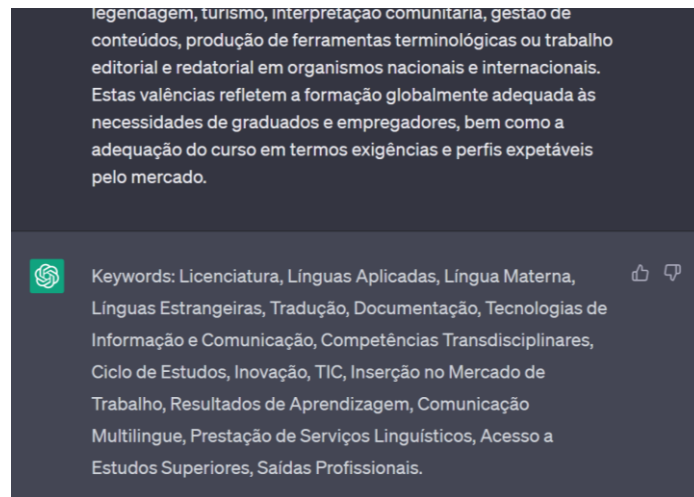 legendagem, turismo, interpretação comunitária, gestão de
conteúdos, produção de ferramentas terminológicas ou trabalho
editorial e redatorial em organismos nacionais e internacionais.
Estas valências refletem a formação globalmente adequada às
necessidades de graduados e empregadores, bem como a
adequação do curso em termos exigências e perfis expetáveis
pelo mercado.
Keywords: Licenciatura, Línguas Aplicadas, Língua Materna,
Línguas Estrangeiras, Tradução, Documentação, Tecnologias de
Informação e Comunicação, Competências Transdisciplinares,
Ciclo de Estudos, Inovação, TIC, Inserção no Mercado de
Trabalho, Resultados de Aprendizagem, Comunicação
Multilingue, Prestação de Serviços Linguísticos, Acesso a
Estudos Superiores, Saídas Profissionais.